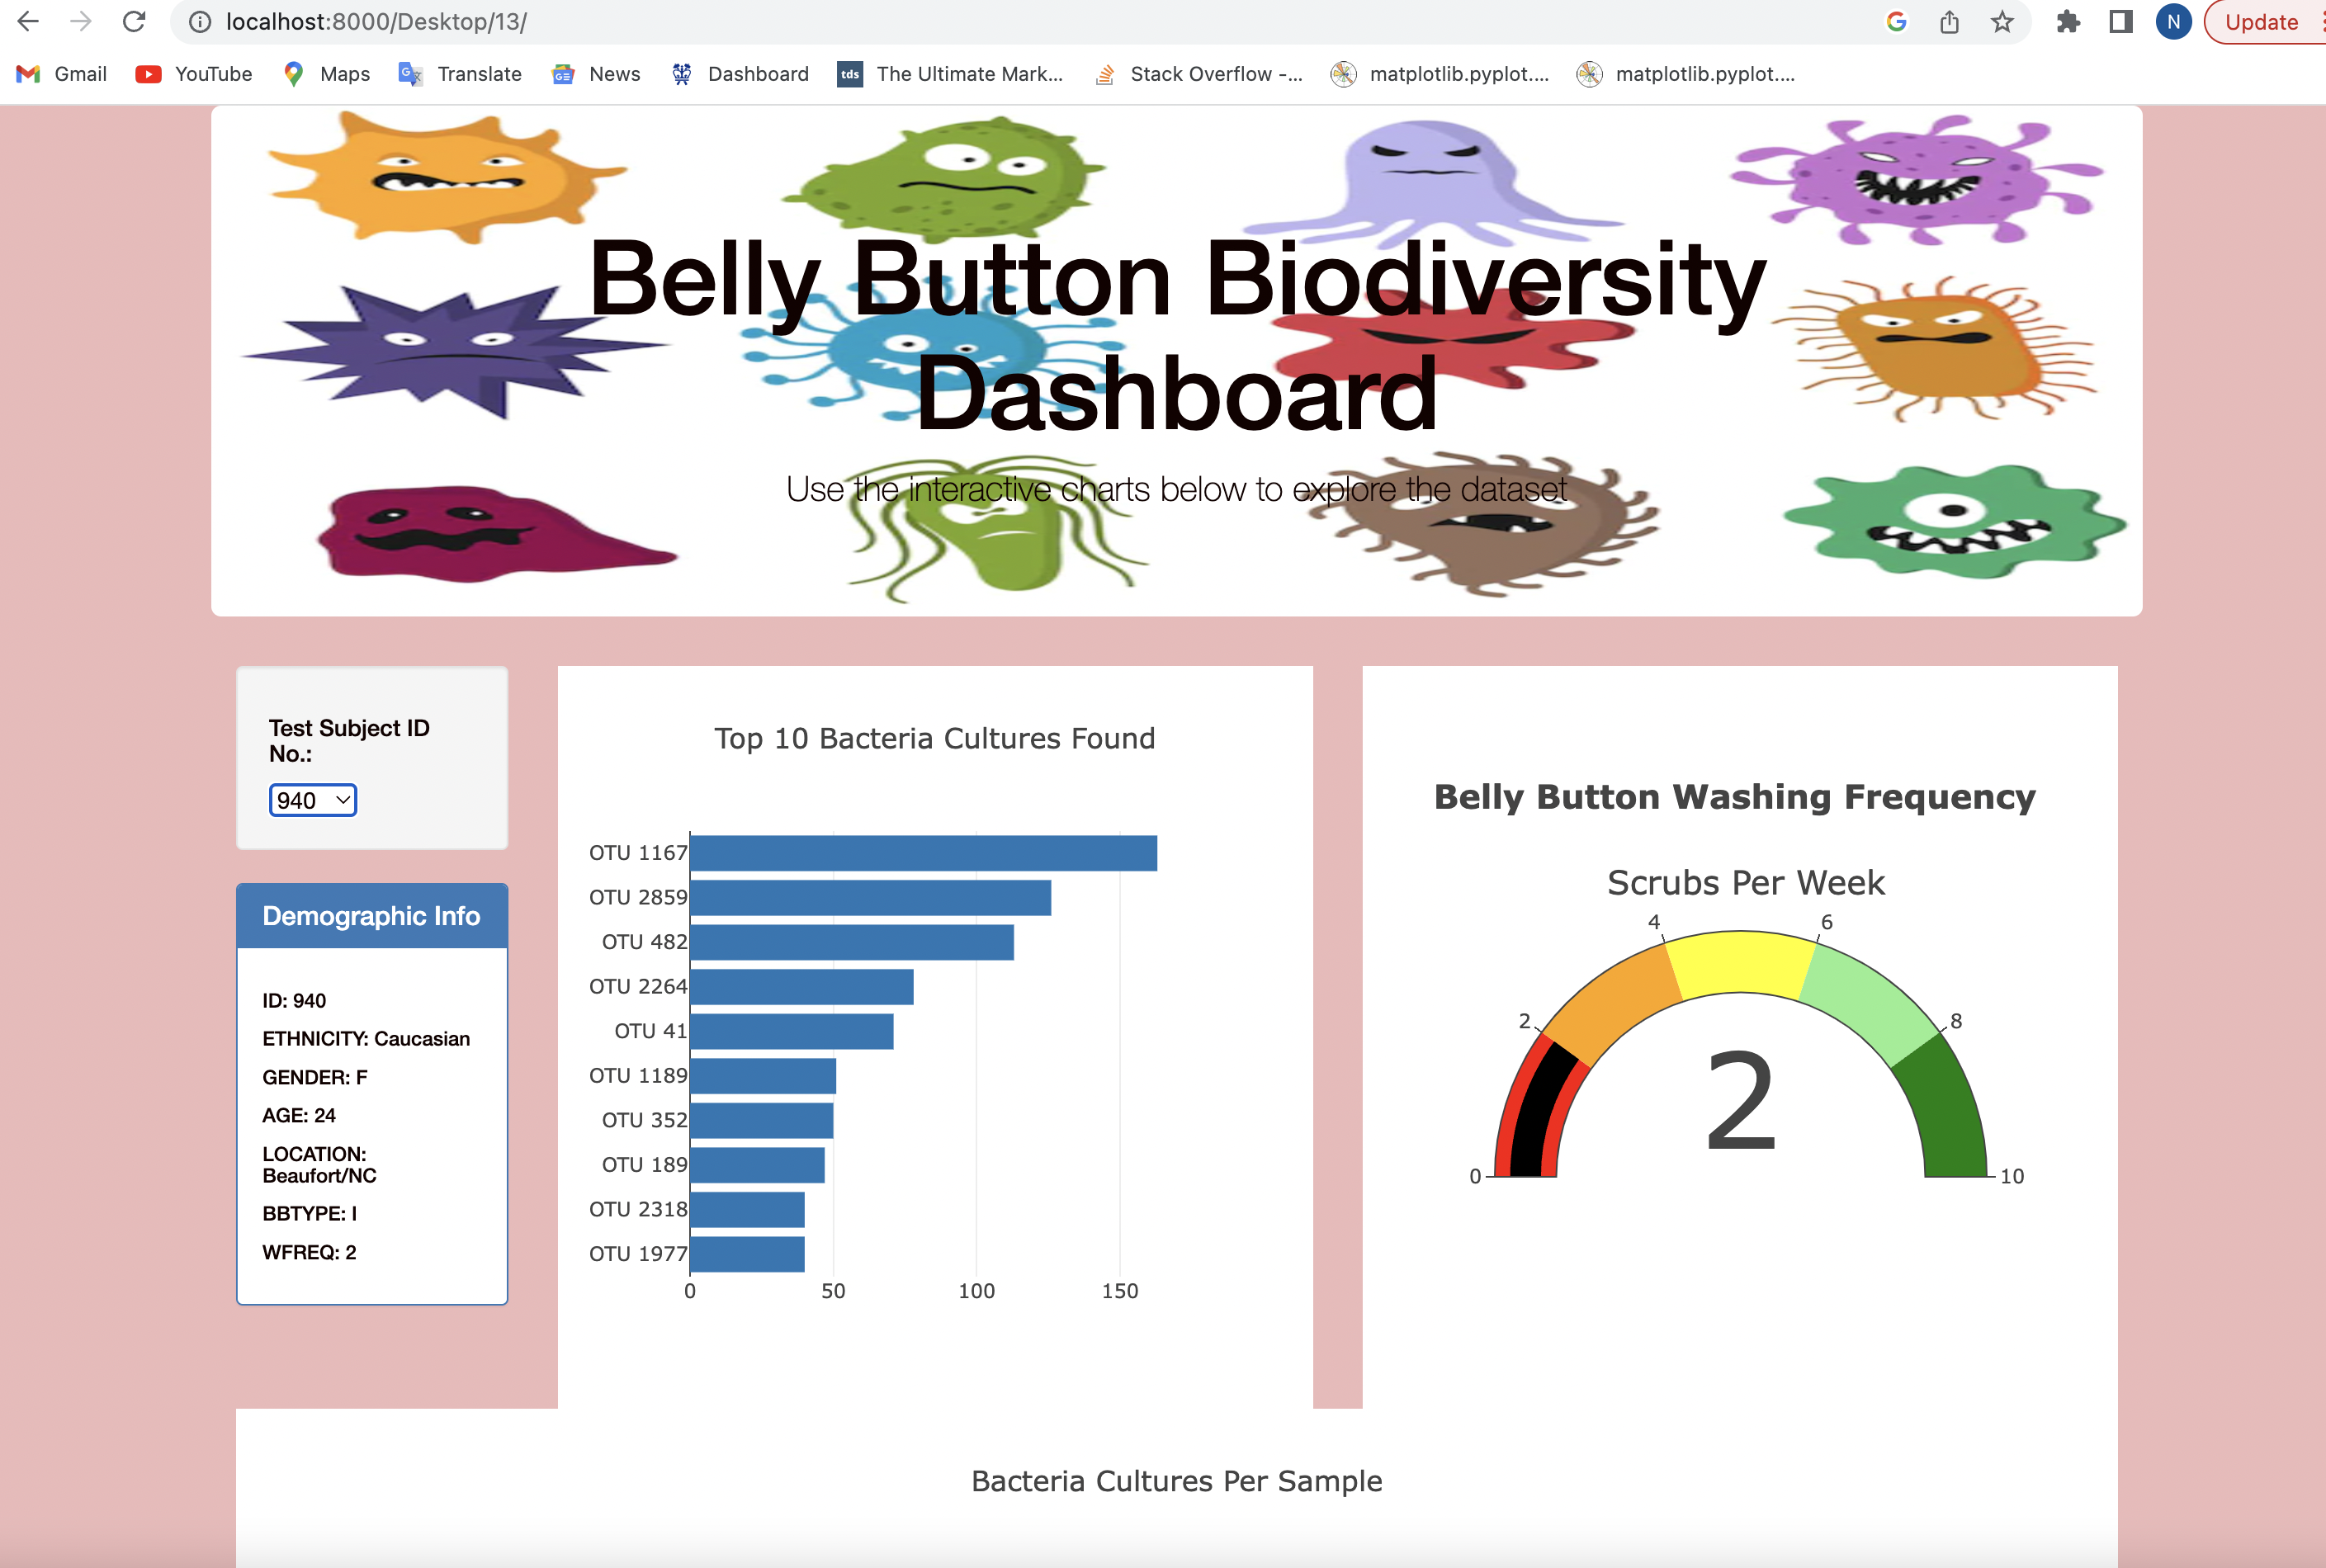 localhost:8000/Desktop/13/
N
Update
Gmail
YouTube
Maps
Translate
News
Dashboard
tds The Ultimate Mark...
Stack Overflow -...
matplotlib.pyplot....
matplotlib.pyplot....
Belly Button Biodiversity
Dashboard
Use the interactive charts below to explore the dataset
Test Subject ID
No.:
940
Demographic Info
ID: 940
ETHNICITY: Caucasian
GENDER: F
AGE: 24
LOCATION:
Beaufort/NC
BBTYPE: I
WFREQ: 2
Top 10 Bacteria Cultures Found
OTU 1167
OTU 2859
OTU 482
OTU 2264
OTU 41
OTU 1189
OTU 352
OTU 189
OTU 2318
OTU 1977
0 50 100 150
Belly Button Washing Frequency
Scrubs Per Week
4 6
2 8
2
0 10
Bacteria Cultures Per Sample